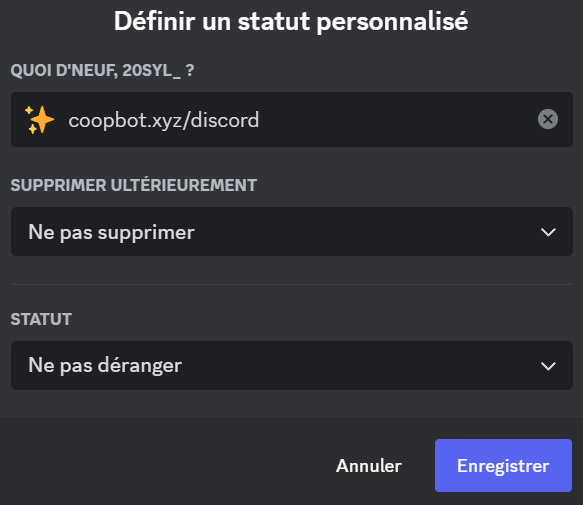 Définir un statut personnalisé
QUOI D'NEUF, 20SYL_ ?
coopbot.xyz/discord
SUPPRIMER ULTÉRIEUREMENT
Ne pas supprimer
STATUT
Ne pas déranger
Annuler
Enregistrer